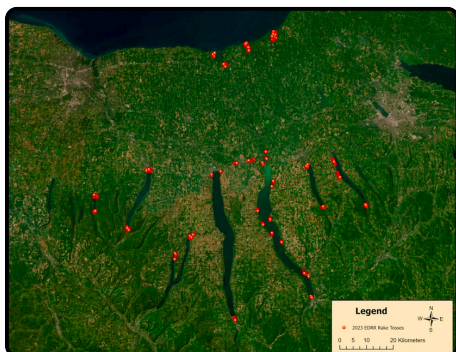 Legend
2023 EDRR Rake Tosses
0 5 10 20 Kilometers
N
W E
S